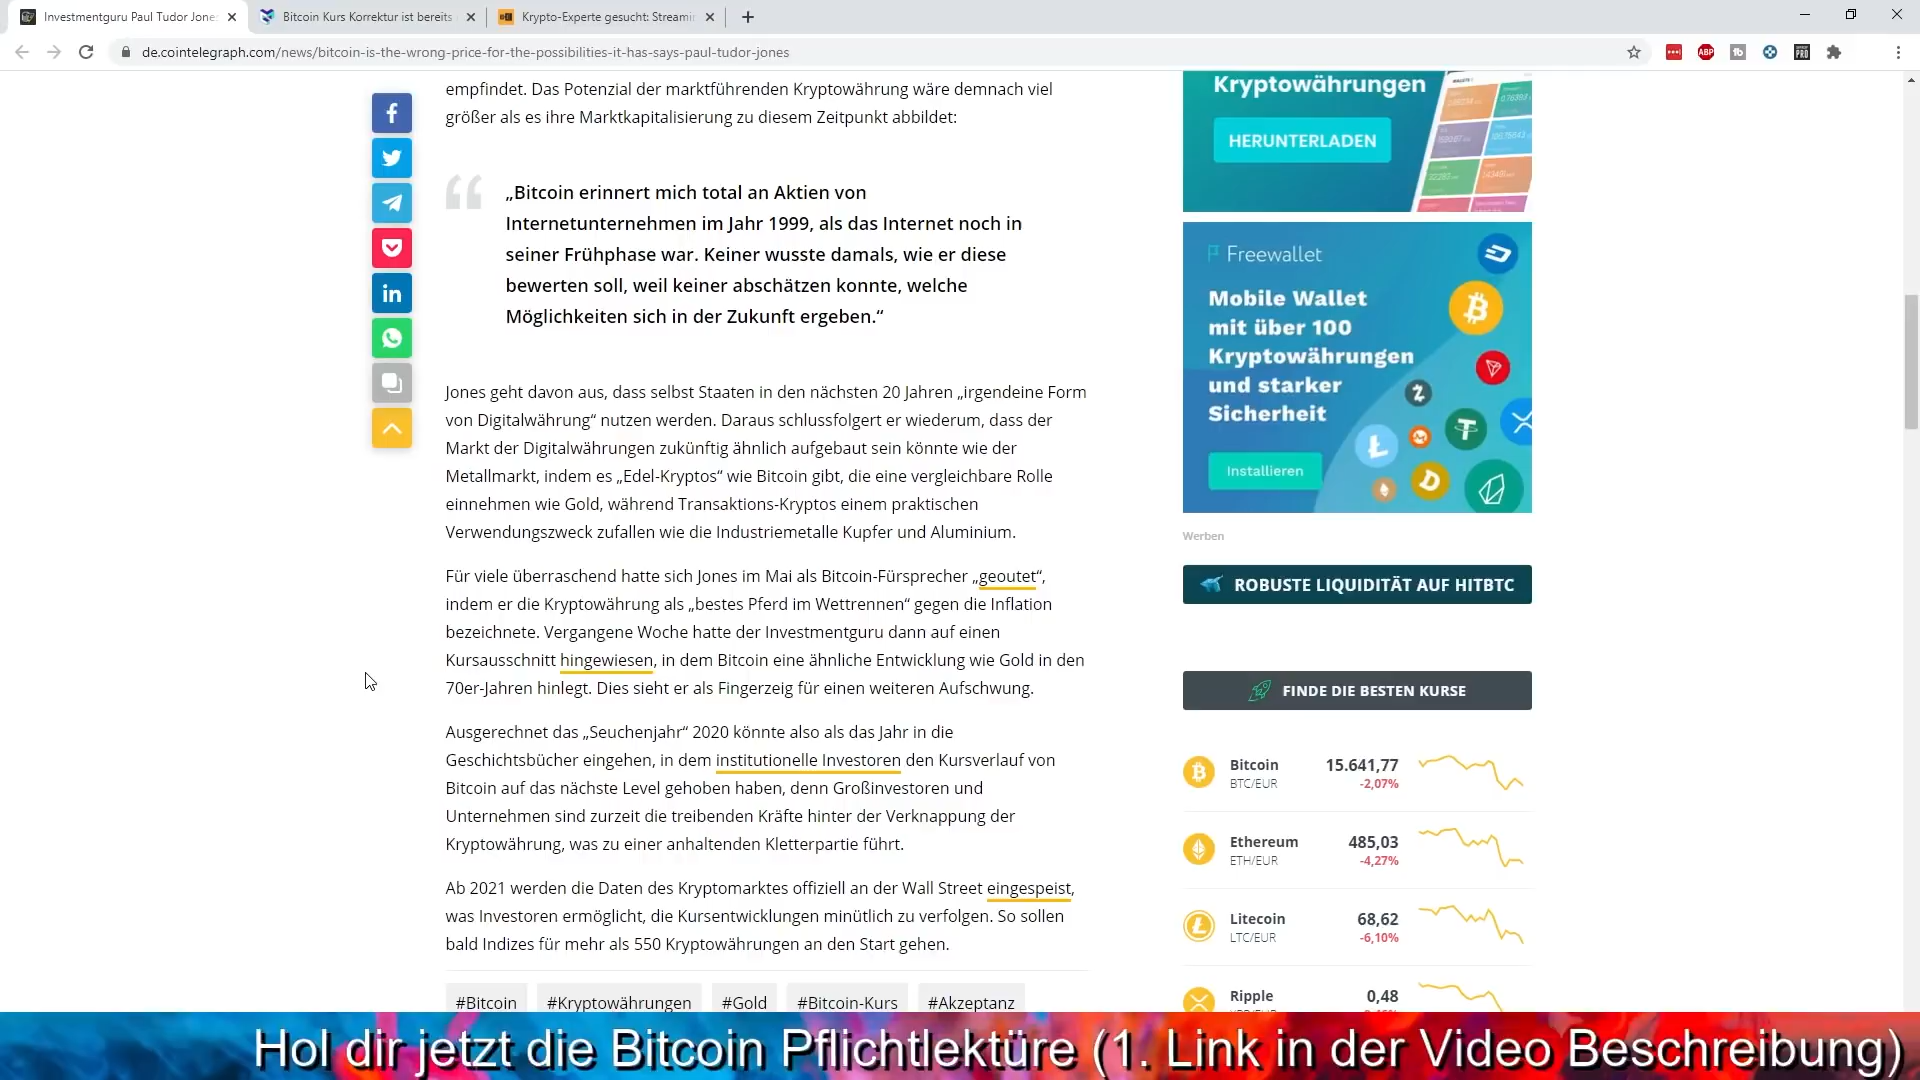 Investmentguru Paul Tudor Jone
Bitcoin Kurs Korrektur ist bereits
Krypto-Experte gesucht: Streami
de.cointelegraph.com/news/bitcoin-is-the-wrong-price-for-the-possibilities-it-has-says-paul-tudor-jones
ABP
PRO
empfindet. Das Potenzial der marktführenden Kryptowährung wäre demnach viel
größer als es ihre Marktkapitalisierung zu diesem Zeitpunkt abbildet:
„Bitcoin erinnert mich total an Aktien von
Internetunternehmen im Jahr 1999, als das Internet noch in
seiner Frühphase war. Keiner wusste damals, wie er diese
bewerten soll, weil keiner abschätzen konnte, welche
Möglichkeiten sich in der Zukunft ergeben.“
Jones geht davon aus, dass selbst Staaten in den nächsten 20 Jahren „irgendeine Form
von Digitalwährung“ nutzen werden. Daraus schlussfolgert er wiederum, dass der
Markt der Digitalwährungen zukünftig ähnlich aufgebaut sein könnte wie der
Metallmarkt, indem es „Edel-Kryptos“ wie Bitcoin gibt, die eine vergleichbare Rolle
einnehmen wie Gold, während Transaktions-Kryptos einem praktischen
Verwendungszweck zufallen wie die Industriemetalle Kupfer und Aluminium.
Für viele überraschend hatte sich Jones im Mai als Bitcoin-Fürsprecher „geoutet“,
indem er die Kryptowährung als „bestes Pferd im Wettrennen“ gegen die Inflation
bezeichnete. Vergangene Woche hatte der Investmentguru dann auf einen
Kursausschnitt hingewiesen, in dem Bitcoin eine ähnliche Entwicklung wie Gold in den
70er-Jahren hinlegt. Dies sieht er als Fingerzeig für einen weiteren Aufschwung.
Ausgerechnet das „Seuchenjahr“ 2020 könnte also als das Jahr in die
Geschichtsbücher eingehen, in dem institutionelle Investoren den Kursverlauf von
Bitcoin auf das nächste Level gehoben haben, denn Großinvestoren und
Unternehmen sind zurzeit die treibenden Kräfte hinter der Verknappung der
Kryptowährung, was zu einer anhaltenden Kletterpartie führt.
Ab 2021 werden die Daten des Kryptomarktes offiziell an der Wall Street eingespeist,
was Investoren ermöglicht, die Kursentwicklungen minütlich zu verfolgen. So sollen
bald Indizes für mehr als 550 Kryptowährungen an den Start gehen.
#Bitcoin #Kryptowährungen #Gold #Bitcoin-Kurs #Akzeptanz
Kryptowährungen
HERUNTERLADEN
Freewallet
Mobile Wallet
mit über 100
Kryptowährungen
und starker
Sicherheit
Installieren
Werben
ROBUSTE LIQUIDITÄT AUF HITBTC
FINDE DIE BESTEN KURSE
Bitcoin 15.641,77
BTC/EUR -2,07%
Ethereum 485,03
ETH/EUR -4,27%
Litecoin 68,62
LTC/EUR -6,10%
Ripple 0,48
Hol dir jetzt die Bitcoin Pflichtlektüre (1. Link in der Video Beschreibung)